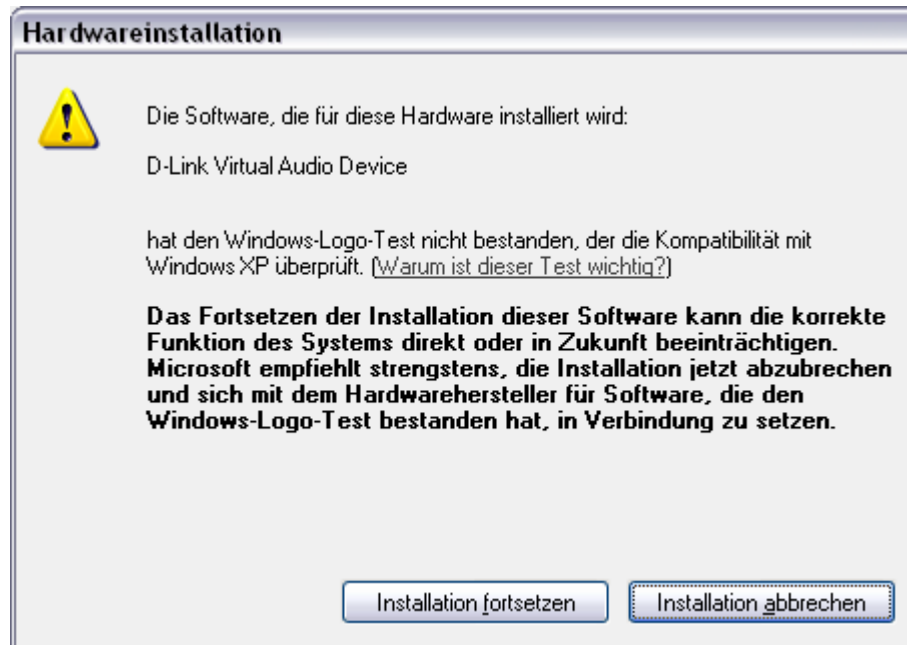 Hardwareinstallation
Die Software, die für diese Hardware installiert wird:
D-Link Virtual Audio Device
hat den Windows-Logo-Test nicht bestanden, der die Kompatibilität mit
Windows XP überprüft. (Warum ist dieser Test wichtig?)
Das Fortsetzen der Installation dieser Software kann die korrekte
Funktion des Systems direkt oder in Zukunft beeinträchtigen.
Microsoft empfiehlt strengstens, die Installation jetzt abzubrechen
und sich mit dem Hardwarehersteller für Software, die den
Windows-Logo-Test bestanden hat, in Verbindung zu setzen.
Installation fortsetzen
Installation abbrechen